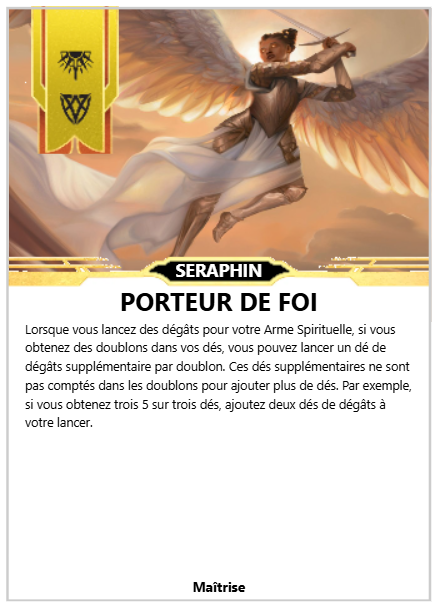 SERAPHIN
PORTEUR DE FOI
Lorsque vous lancez des dégâts pour votre Arme Spirituelle, si vous
obtenez des doublons dans vos dés, vous pouvez lancer un dé de
dégâts supplémentaire par doublon. Ces dés supplémentaires ne sont
pas comptés dans les doublons pour ajouter plus de dés. Par exemple,
si vous obtenez trois 5 sur trois dés, ajoutez deux dés de dégâts à
votre lancer.
Maîtrise